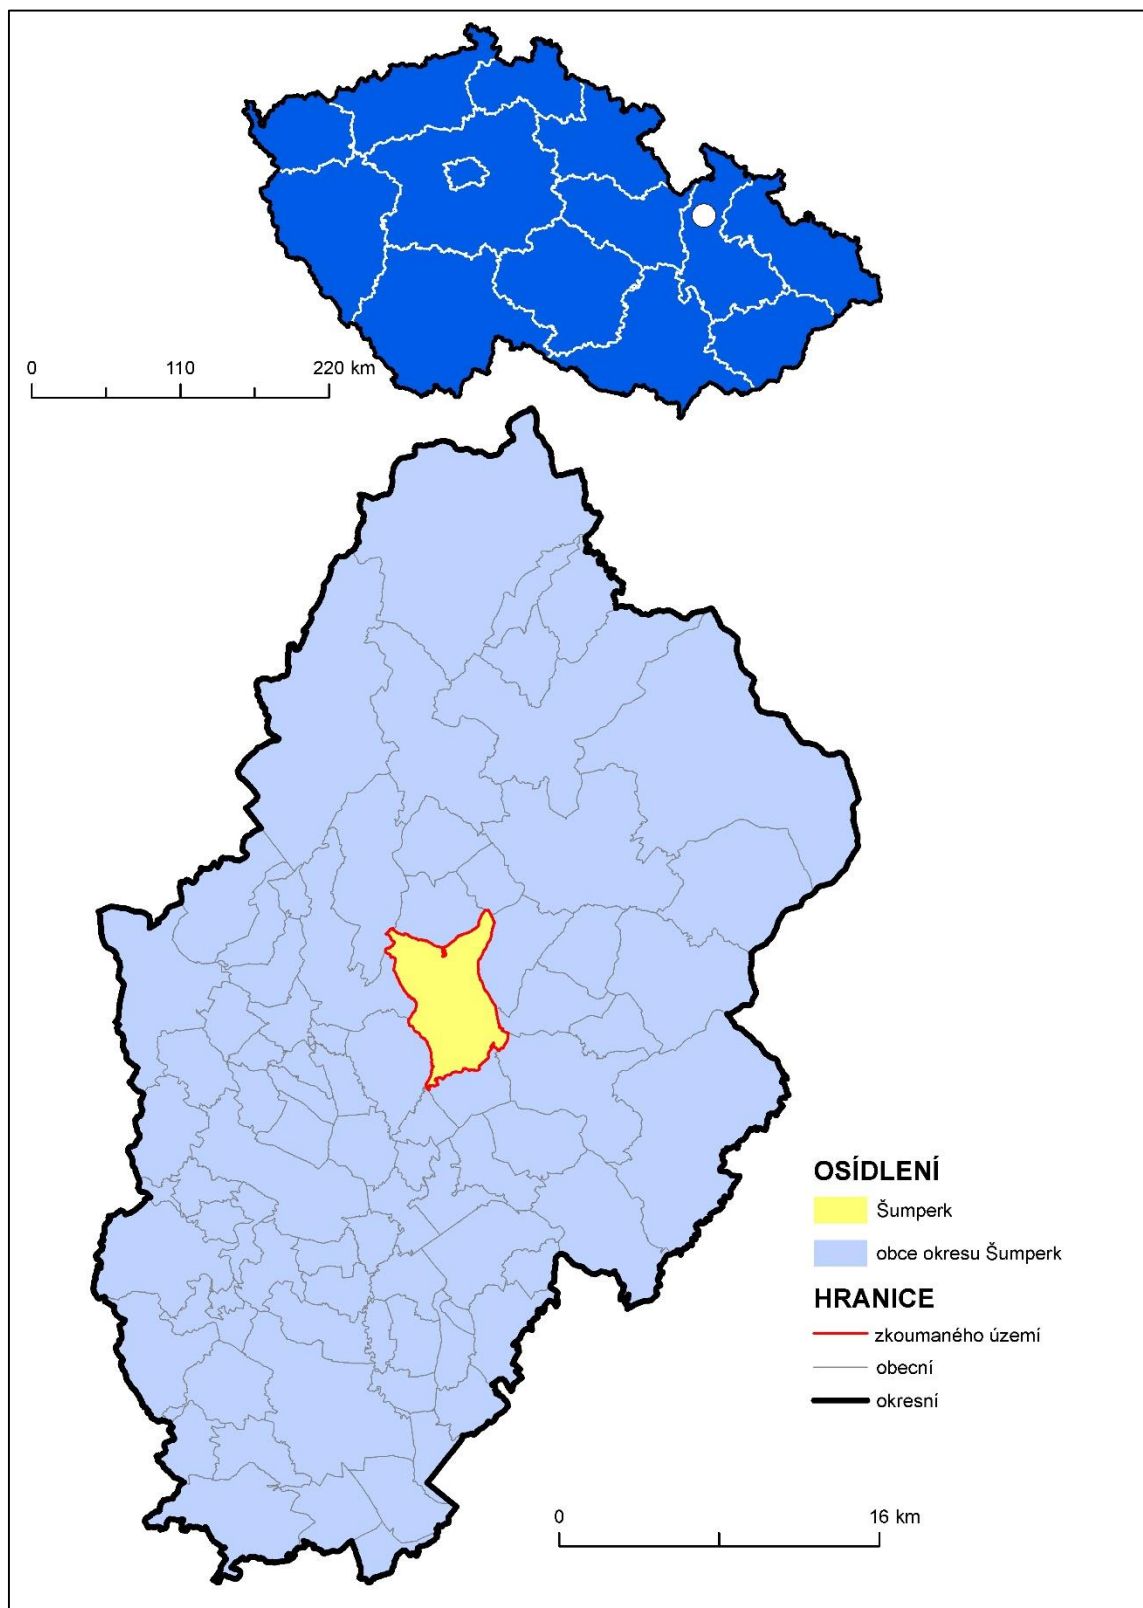 0 110 220 km
OSÍDLENÍ
Šumperk
obce okresu Šumperk
HRANICE
zkoumaného území
obecní
okresní
0 16 km